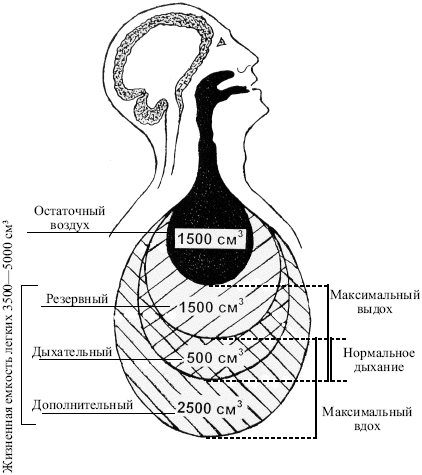 Жизненная емкость легких 3500—5000 см³
Остаточный
воздух
1500 см³
Резервный
1500 см³
Максимальный
выдох
Дыхательный
500 см³
Нормальное
дыхание
Дополнительный
2500 см³
Максимальный
вдох